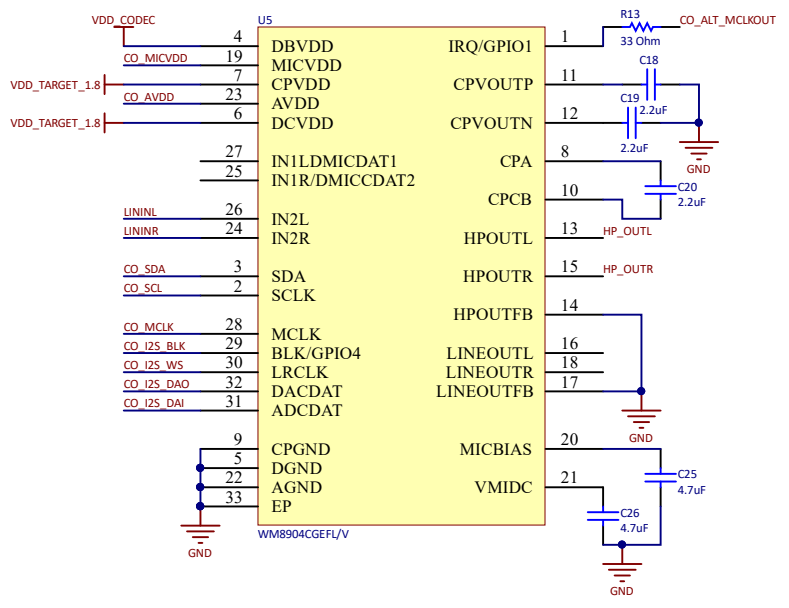 VDD_CODEC
U5
R13
CO_ALT_MCLKOUT
33 Ohm
4 DBVDD
IRQ/GPIO1 1
CO_MICVDD 19 MICVDD
C18
VDD_TARGET_1.8 7 CPVDD
CPVOUTP 11
2.2uF
CO_AVDD 23 AVDD
C19
VDD_TARGET_1.8 6 DCVDD
CPVOUTN 12
2.2uF
GND
27 IN1LDMICDAT1
CPA 8
25 IN1R/DMICCDAT2
C20
2.2uF
CPCB 10
LININL 26 IN2L
LININR 24 IN2R
HPOUTL 13 HP_OUTL
CO_SDA 3 SDA
HPOUTR 15 HP_OUTR
CO_SCL 2 SCLK
HPOUTFB 14
CO_MCLK 28 MCLK
CO_I2S_BLK 29 BLK/GPIO4
LINEOUTL 16
CO_I2S_WS 30 LRCLK
LINEOUTR 18
CO_I2S_DAO 32 DACDAT
LINEOUTFB 17
CO_I2S_DAI 31 ADCDAT
GND
9 CPGND
MICBIAS 20
5 DGND
C25
4.7uF
22 AGND
VMIDC 21
33 EP
C26
4.7uF
GND
WM8904CGEFL/V
GND